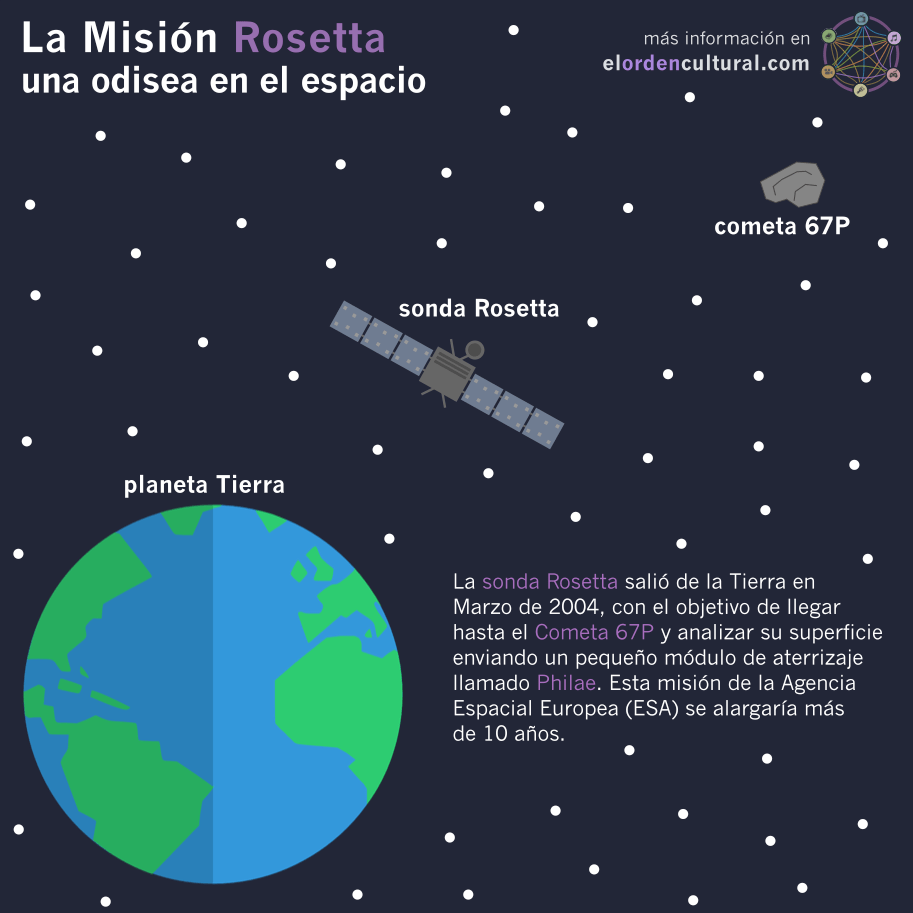 La Misión Rosetta
una odisea en el espacio
más información en
elordencultural.com
cometa 67P
sonda Rosetta
planeta Tierra
La sonda Rosetta salió de la Tierra en
Marzo de 2004, con el objetivo de llegar
hasta el Cometa 67P y analizar su superficie
enviando un pequeño módulo de aterrizaje
llamado Philae. Esta misión de la Agencia
Espacial Europea (ESA) se alargaría más
de 10 años.